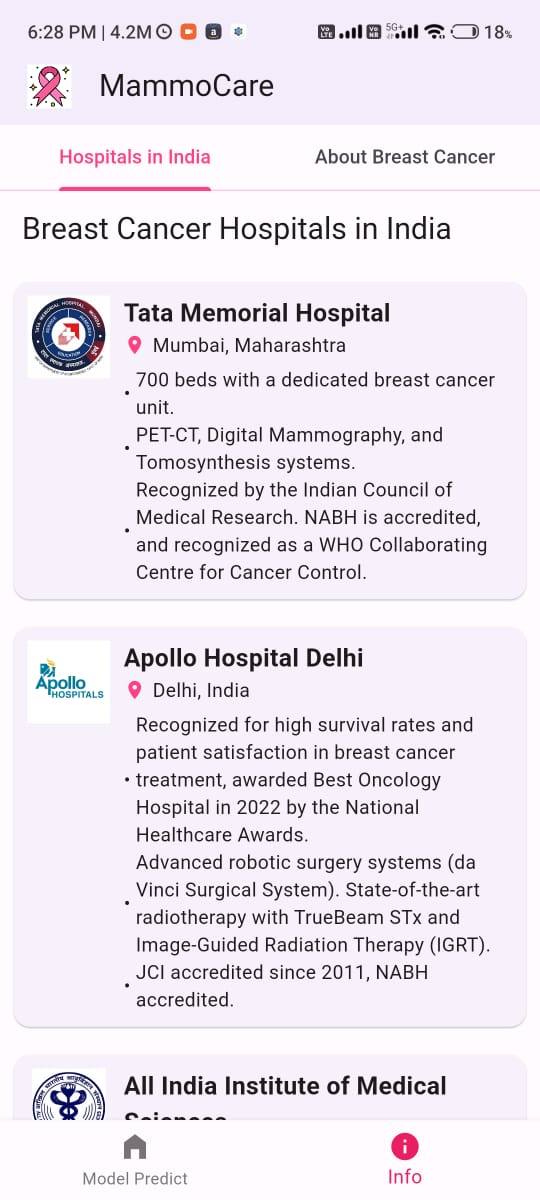 6:28 PM | 4.2M a Vo LTE Vo NR 5G+ 18%
MammoCare
Hospitals in India About Breast Cancer
Breast Cancer Hospitals in India
Tata Memorial Hospital
Mumbai, Maharashtra
• 700 beds with a dedicated breast cancer
unit.
• PET-CT, Digital Mammography, and
Tomosynthesis systems.
• Recognized by the Indian Council of
Medical Research. NABH is accredited,
and recognized as a WHO Collaborating
Centre for Cancer Control.
Apollo
HOSPITALS
Apollo Hospital Delhi
Delhi, India
• Recognized for high survival rates and
patient satisfaction in breast cancer
treatment, awarded Best Oncology
Hospital in 2022 by the National
Healthcare Awards.
• Advanced robotic surgery systems (da
Vinci Surgical System). State-of-the-art
radiotherapy with TrueBeam STx and
Image-Guided Radiation Therapy (IGRT).
• JCI accredited since 2011, NABH
accredited.
All India Institute of Medical
Sciences
Model Predict Info